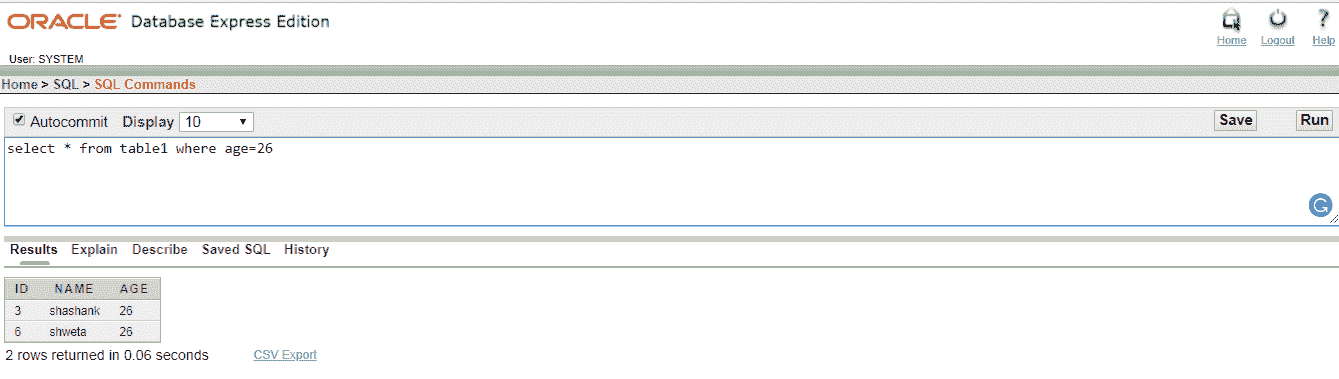 ORACLE® Database Express Edition
Home Logout Help
User: SYSTEM
Home > SQL > SQL Commands
Autocommit Display 10 Save Run
select * from table1 where age=26
Results Explain Describe Saved SQL History
ID NAME AGE
3 shashank 26
6 shweta 26
2 rows returned in 0.06 seconds CSV Export